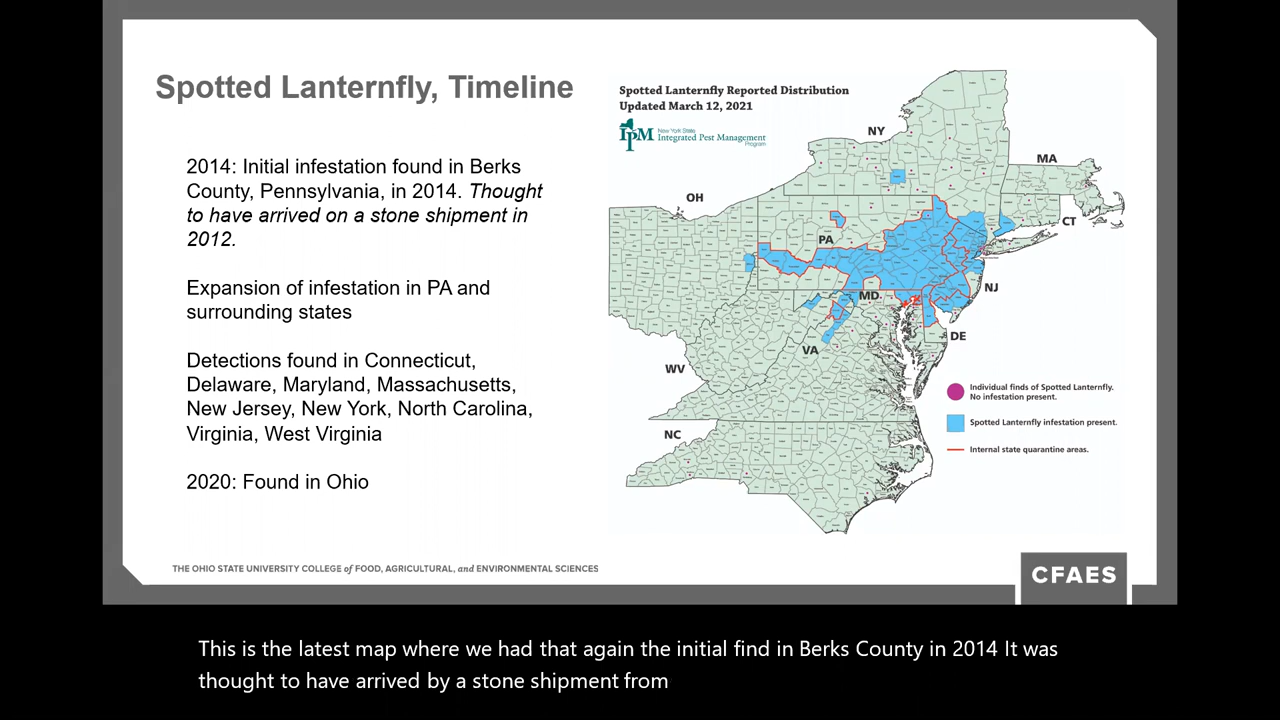 Spotted Lanternfly, Timeline
2014: Initial infestation found in Berks
County, Pennsylvania, in 2014. Thought
to have arrived on a stone shipment in
2012.
Expansion of infestation in PA and
surrounding states
Detections found in Connecticut,
Delaware, Maryland, Massachusetts,
New Jersey, New York, North Carolina,
Virginia, West Virginia
2020: Found in Ohio
Spotted Lanternfly Reported Distribution
Updated March 12, 2021
IPM
New York State
Integrated Pest Management
Program
NY
MA
OH
CT
PA
NJ
MD
DE
VA
WV
NC
Individual finds of Spotted Lanternfly.
No infestation present.
Spotted Lanternfly infestation present.
Internal state quarantine areas.
THE OHIO STATE UNIVERSITY COLLEGE of FOOD, AGRICULTURAL, and ENVIRONMENTAL SCIENCES
CFAES
This is the latest map where we had that again the initial find in Berks County in 2014 It was
thought to have arrived by a stone shipment from